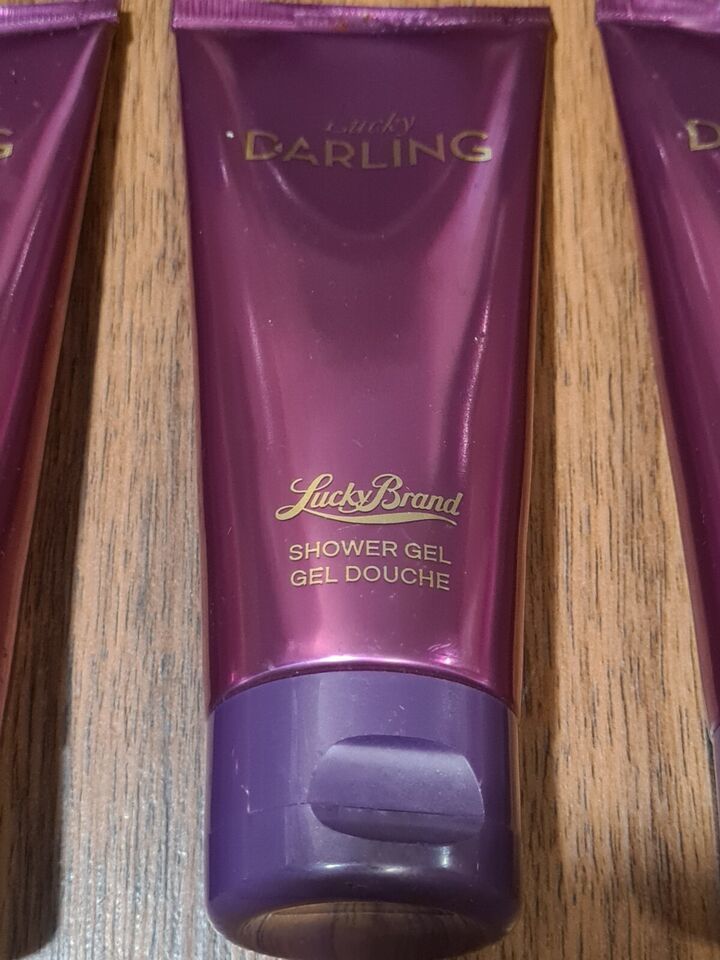 Lucky
DARLING
Lucky Brand
SHOWER GEL
GEL DOUCHE
G
D